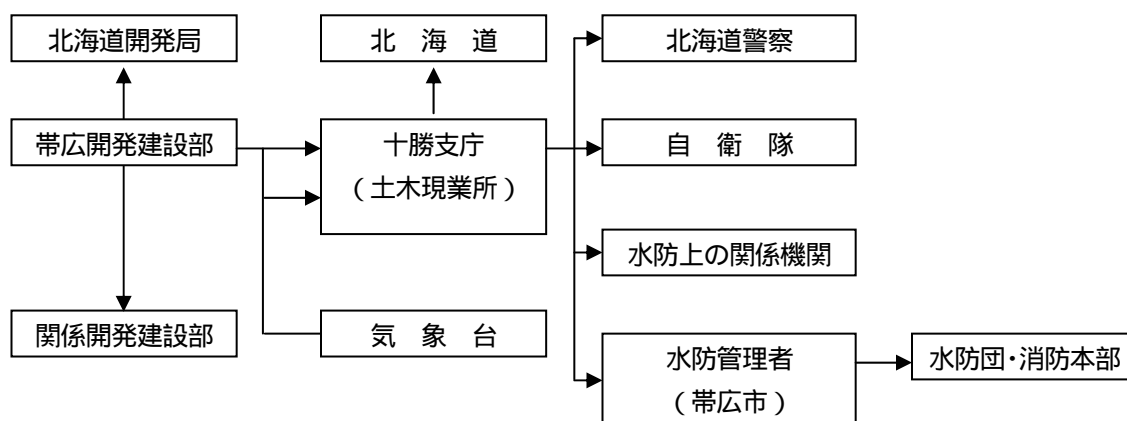 北海道開発局
北　海　道
北海道警察
帯広開発建設部
十勝支庁
（土木現業所）
自　衛　隊
水防上の関係機関
関係開発建設部
気　象　台
水防管理者
（帯広市）
水防団・消防本部